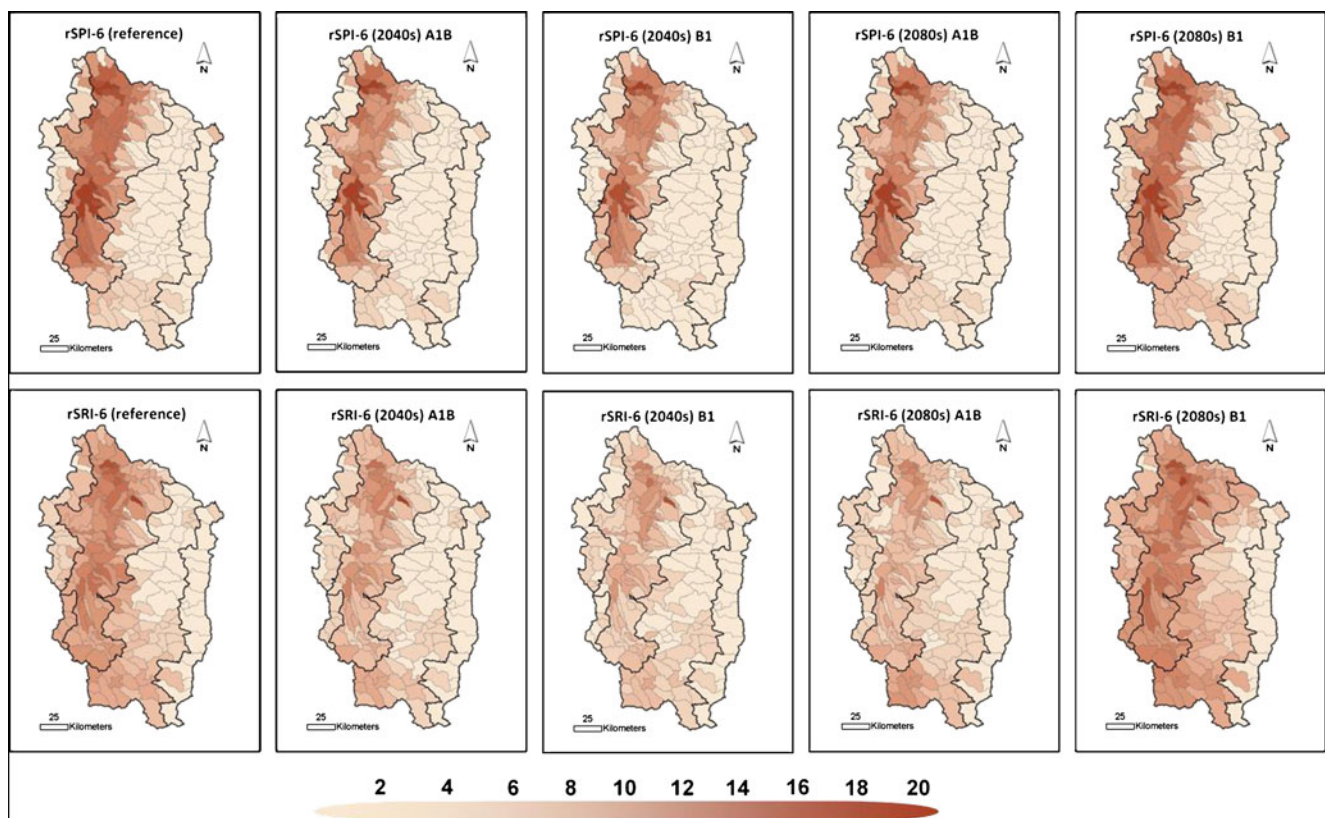 rSPI-6 (reference)
N
25
Kilometers
rSPI-6 (2040s) A1B
N
25
Kilometers
rSPI-6 (2040s) B1
N
25
Kilometers
rSPI-6 (2080s) A1B
N
25
Kilometers
rSPI-6 (2080s) B1
N
25
Kilometers
rSRI-6 (reference)
N
25
Kilometers
rSRI-6 (2040s) A1B
N
25
Kilometers
rSRI-6 (2040s) B1
N
25
Kilometers
rSRI-6 (2080s) A1B
N
25
Kilometers
rSRI-6 (2080s) B1
N
25
Kilometers
2 4 6 8 10 12 14 16 18 20